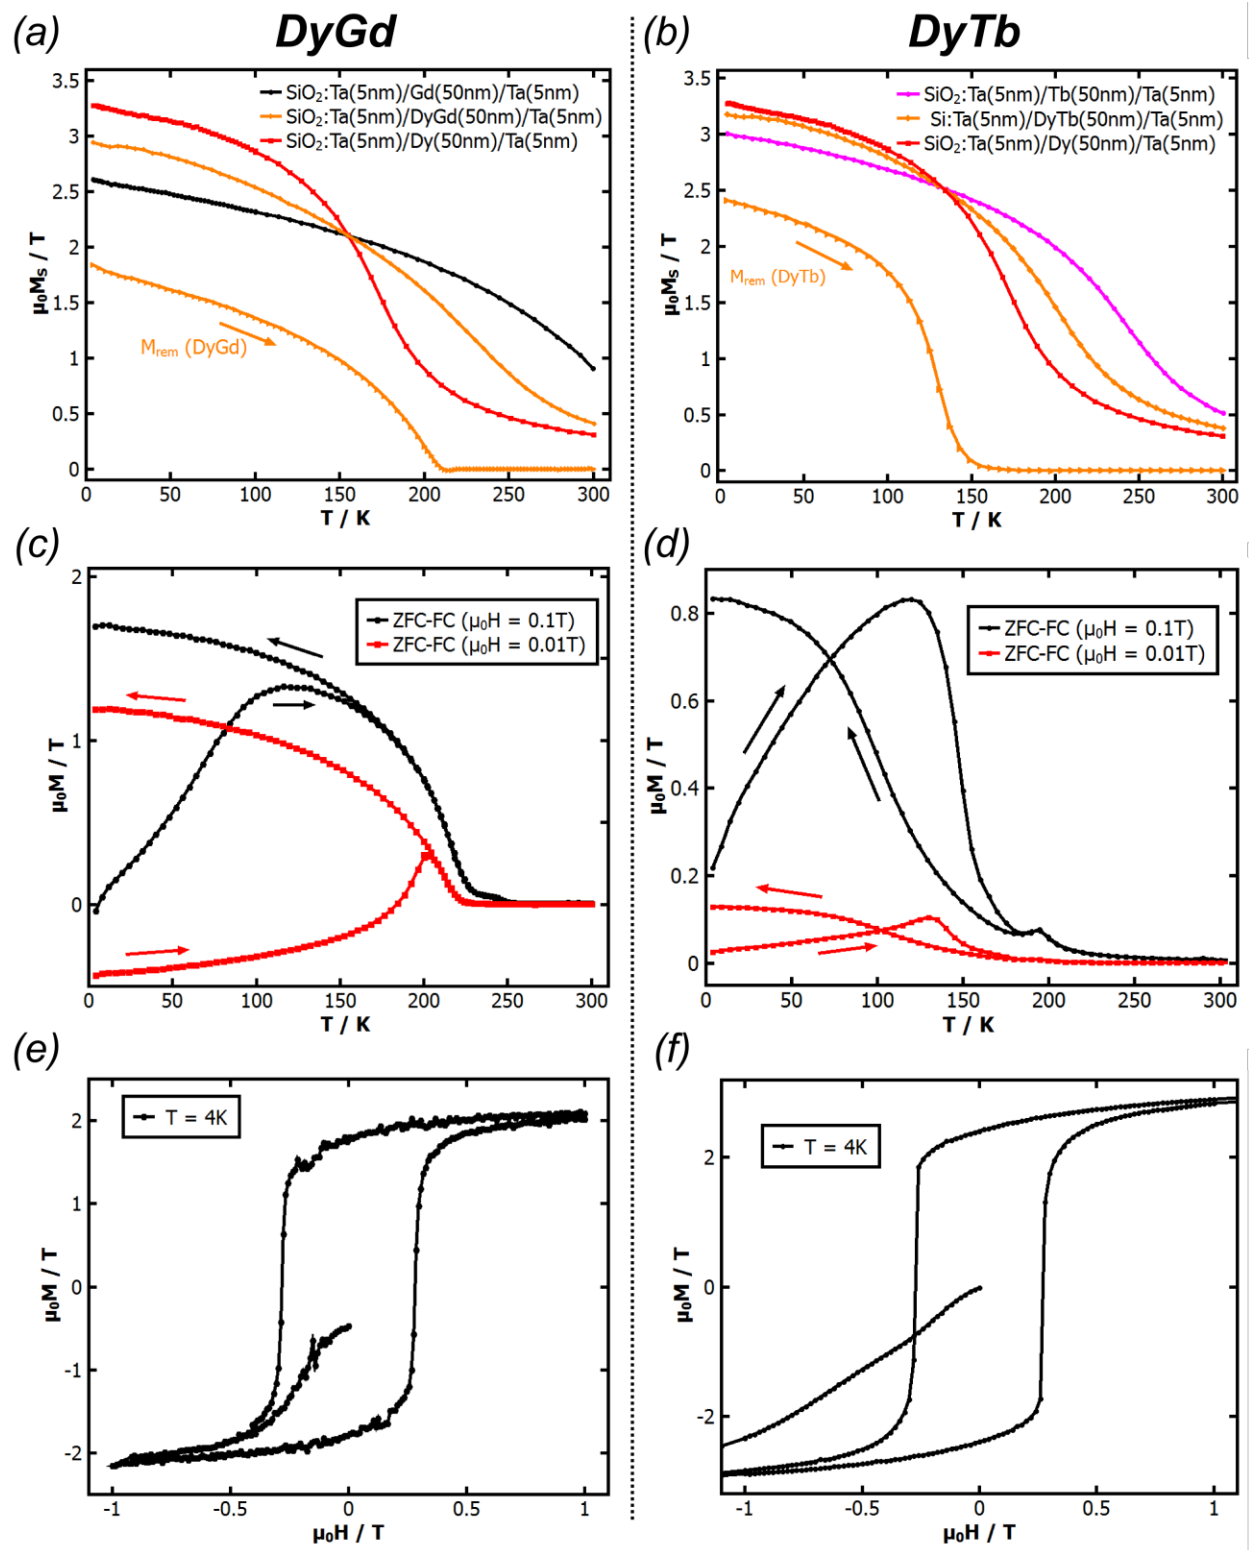 (a)
DyGd
3.5
3
2.5
2
1.5
1
0.5
0
μ₀Mₛ / T
SiO₂:Ta(5nm)/Gd(50nm)/Ta(5nm)
SiO₂:Ta(5nm)/DyGd(50nm)/Ta(5nm)
SiO₂:Ta(5nm)/Dy(50nm)/Ta(5nm)
Mᵣₑₘ (DyGd)
0 50 100 150 200 250 300
T / K
(b)
DyTb
3.5
3
2.5
2
1.5
1
0.5
0
μ₀Mₛ / T
SiO₂:Ta(5nm)/Tb(50nm)/Ta(5nm)
Si:Ta(5nm)/DyTb(50nm)/Ta(5nm)
SiO₂:Ta(5nm)/Dy(50nm)/Ta(5nm)
Mᵣₑₘ (DyTb)
0 50 100 150 200 250 300
T / K
(c)
2
1
0
μ₀M / T
ZFC-FC (μ₀H = 0.1T)
ZFC-FC (μ₀H = 0.01T)
0 50 100 150 200 250 300
T / K
(d)
0.8
0.6
0.4
0.2
0
μ₀M / T
ZFC-FC (μ₀H = 0.1T)
ZFC-FC (μ₀H = 0.01T)
0 50 100 150 200 250 300
T / K
(e)
2
1
0
-1
-2
μ₀M / T
T = 4K
-1 -0.5 0 0.5 1
μ₀H / T
(f)
2
0
-2
μ₀M / T
T = 4K
-1 -0.5 0 0.5 1
μ₀H / T